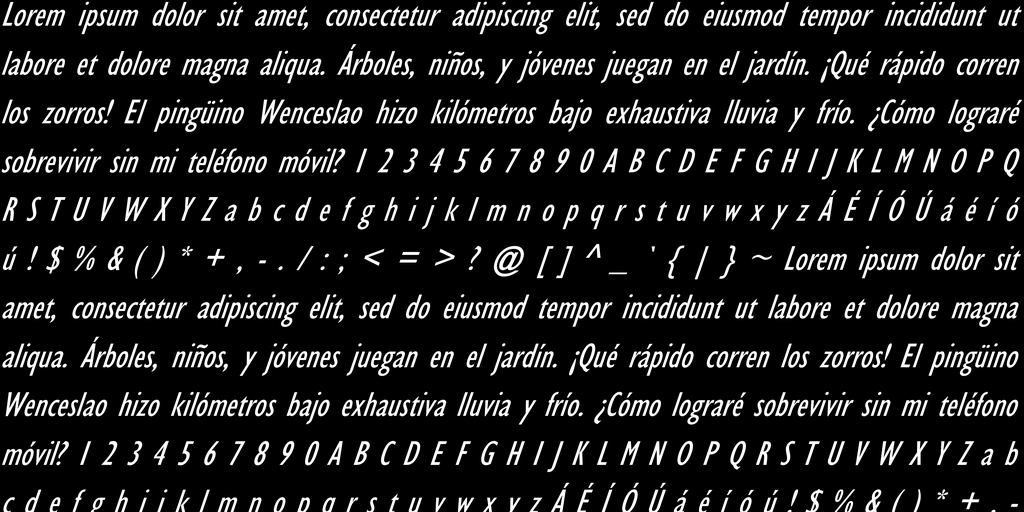 Lorem ipsum dolor sit amet, consectetur adipiscing elit, sed do eiusmod tempor incididunt ut
labore et dolore magna aliqua. Árboles, niños, y jóvenes juegan en el jardín. ¡Qué rápido corren
los zorros! El pingüino Wenceslao hizo kilómetros bajo exhaustiva lluvia y frío. ¿Cómo lograré
sobrevivir sin mi teléfono móvil? 1 2 3 4 5 6 7 8 9 0 A B C D E F G H I J K L M N O P Q
R S T U V W X Y Z a b c d e f g h i j k l m n o p q r s t u v w x y z Á É Í Ó Ú á é í ó
ú ! $ % & ( ) * + , - . / : ; < = > ? @ [ ] ^ _ ` { | } ~ Lorem ipsum dolor sit
amet, consectetur adipiscing elit, sed do eiusmod tempor incididunt ut labore et dolore magna
aliqua. Árboles, niños, y jóvenes juegan en el jardín. ¡Qué rápido corren los zorros! El pingüino
Wenceslao hizo kilómetros bajo exhaustiva lluvia y frío. ¿Cómo lograré sobrevivir sin mi teléfono
móvil? 1 2 3 4 5 6 7 8 9 0 A B C D E F G H I J K L M N O P Q R S T U V W X Y Z a b
c d e f g h i j k l m n o p q r s t u v w x y z Á É Í Ó Ú á é í ó ú ! $ % & ( ) * + , -